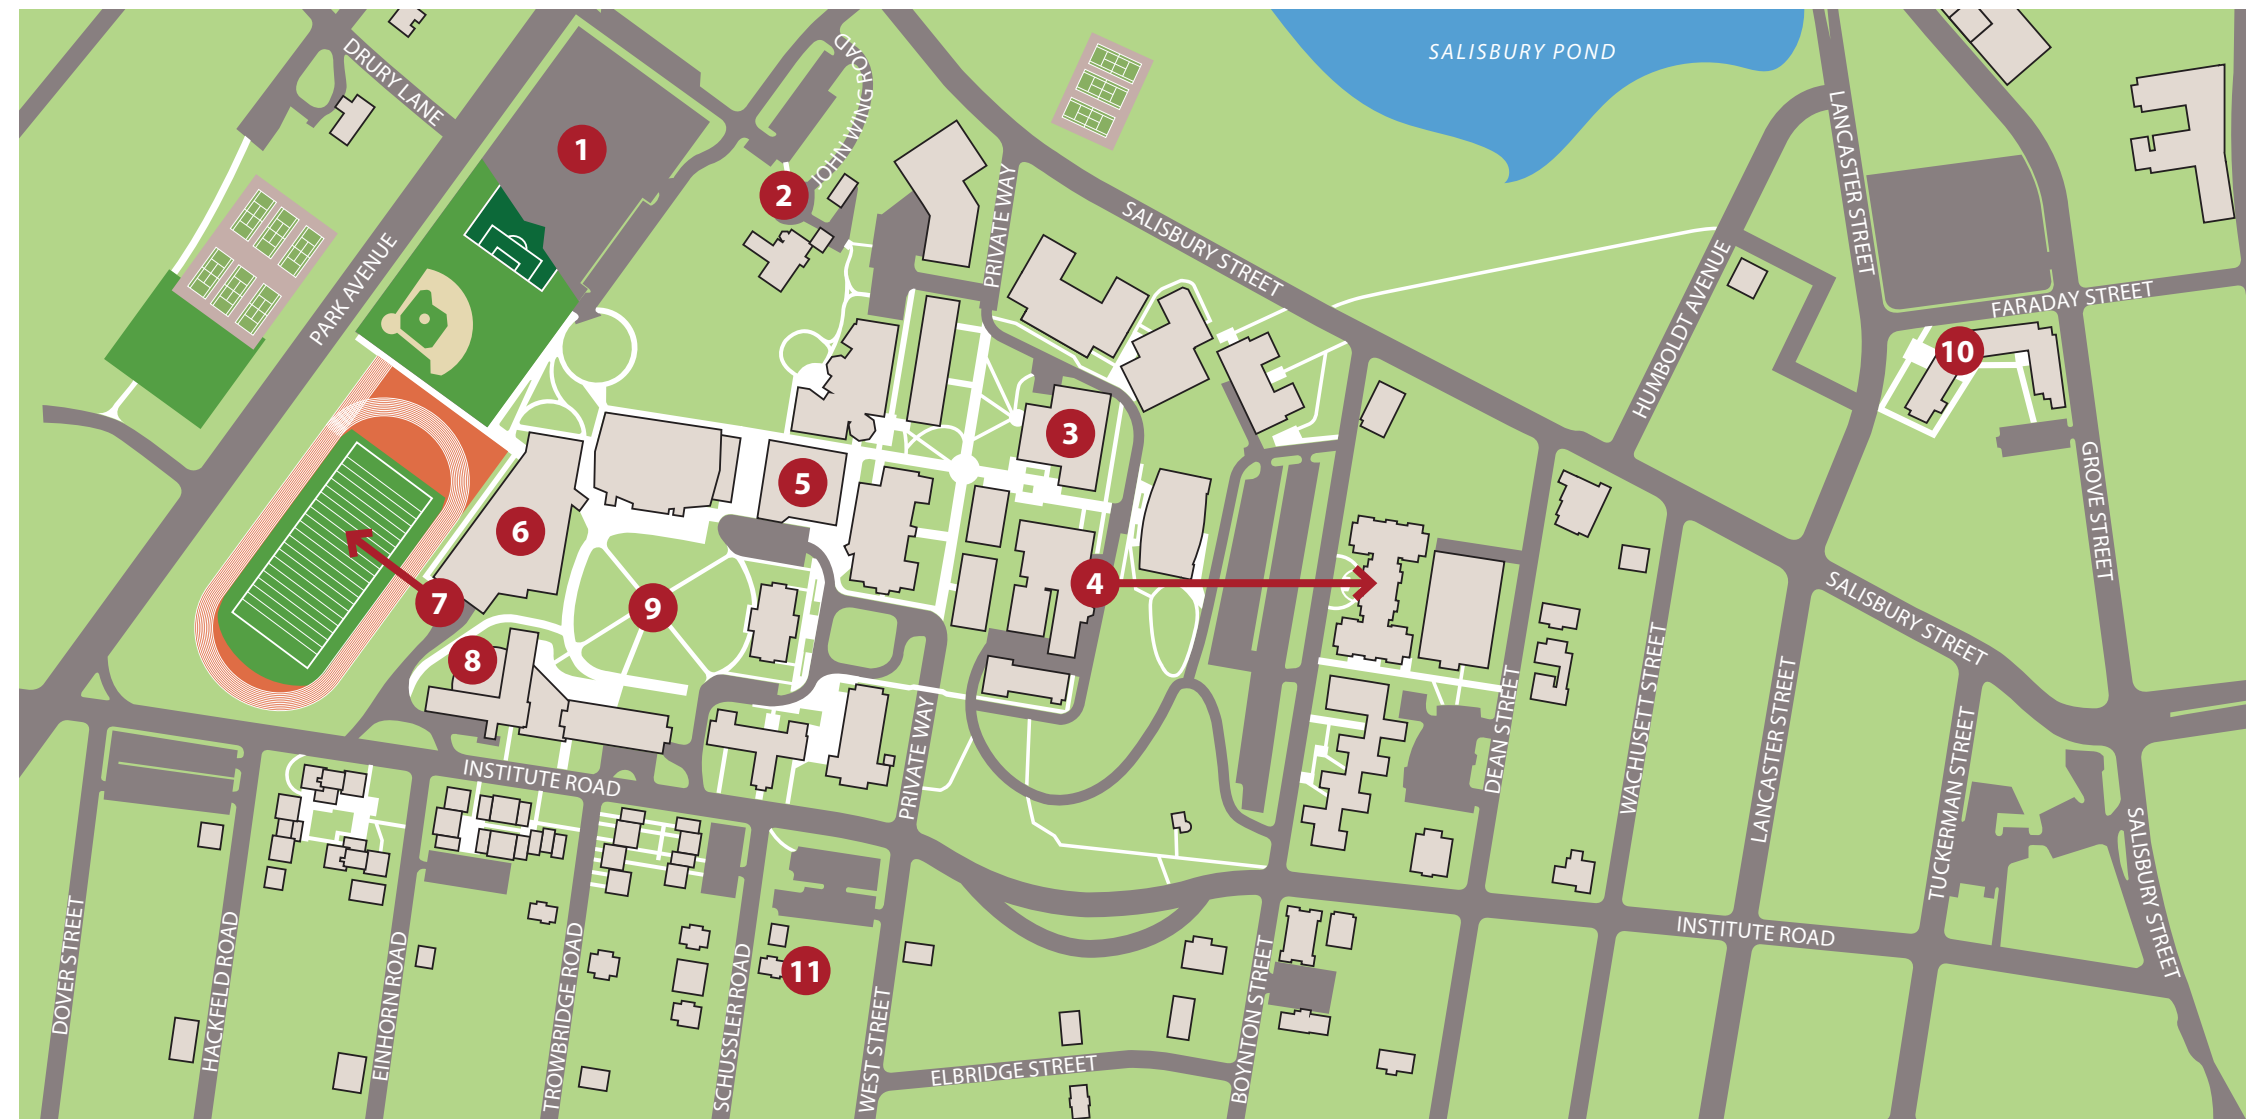 SALISBURY POND
DRURY LANE
JOHN WING ROAD
LANCASTER STREET
1
2
PRIVATE WAY
SALISBURY STREET
PARK AVENUE
HUMBOLDT AVENUE
FARADAY STREET
10
3
5
6
GROVE STREET
4
7
9
8
SALISBURY STREET
WACHUSETT STREET
LANCASTER STREET
DEAN STREET
TUCKERMAN STREET
PRIVATE WAY
INSTITUTE ROAD
SALISBURY STREET
INSTITUTE ROAD
DOVER STREET
HACKFELD ROAD
EINHORN ROAD
TROWBRIDGE ROAD
SCHUSSLER ROAD
11
WEST STREET
BOYNTON STREET
ELBRIDGE STREET